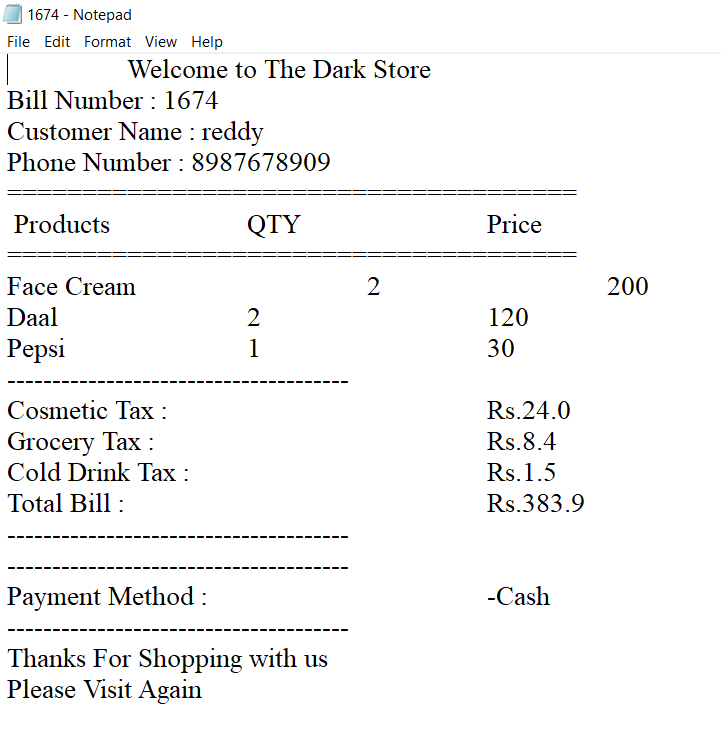 1674 - Notepad
File Edit Format View Help
Welcome to The Dark Store
Bill Number : 1674
Customer Name : reddy
Phone Number : 8987678909
======================================
Products QTY Price
======================================
Face Cream 2 200
Daal 2 120
Pepsi 1 30
--------------------------------------
Cosmetic Tax : Rs.24.0
Grocery Tax : Rs.8.4
Cold Drink Tax : Rs.1.5
Total Bill : Rs.383.9
--------------------------------------
--------------------------------------
Payment Method : -Cash
--------------------------------------
Thanks For Shopping with us
Please Visit Again